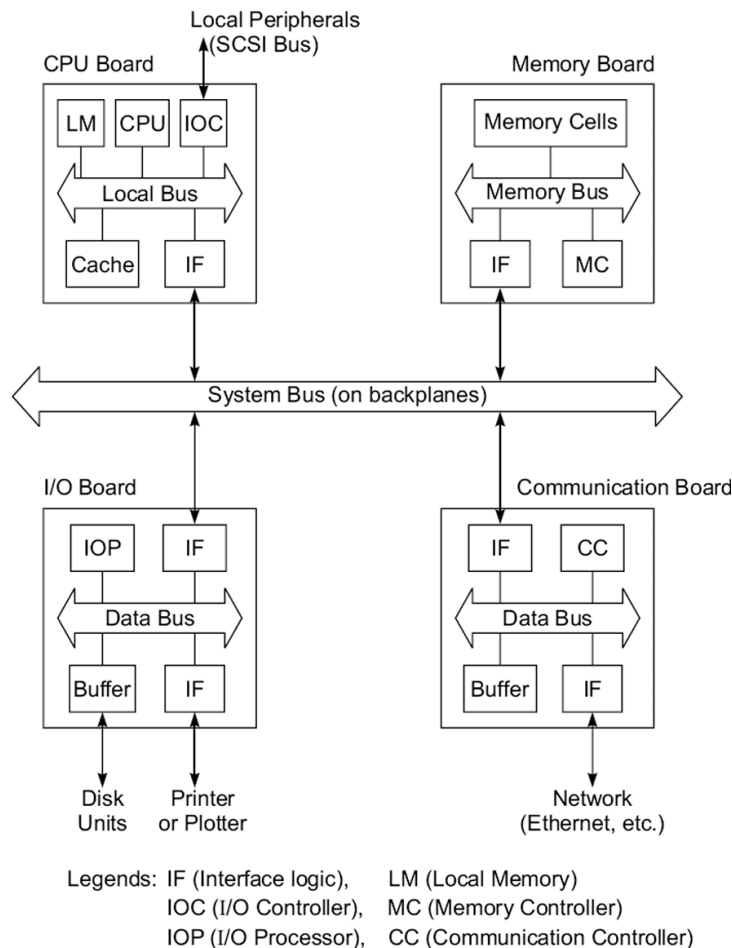 Local Peripherals
(SCSI Bus)
CPU Board
Memory Board
LM
CPU
IOC
Memory Cells
Local Bus
Memory Bus
Cache
IF
IF
MC
System Bus (on backplanes)
I/O Board
Communication Board
IOP
IF
IF
CC
Data Bus
Data Bus
Buffer
IF
Buffer
IF
Disk
Units
Printer
or Plotter
Network
(Ethernet, etc.)
Legends: IF (Interface logic), LM (Local Memory)
IOC (I/O Controller), MC (Memory Controller)
IOP (I/O Processor), CC (Communication Controller)